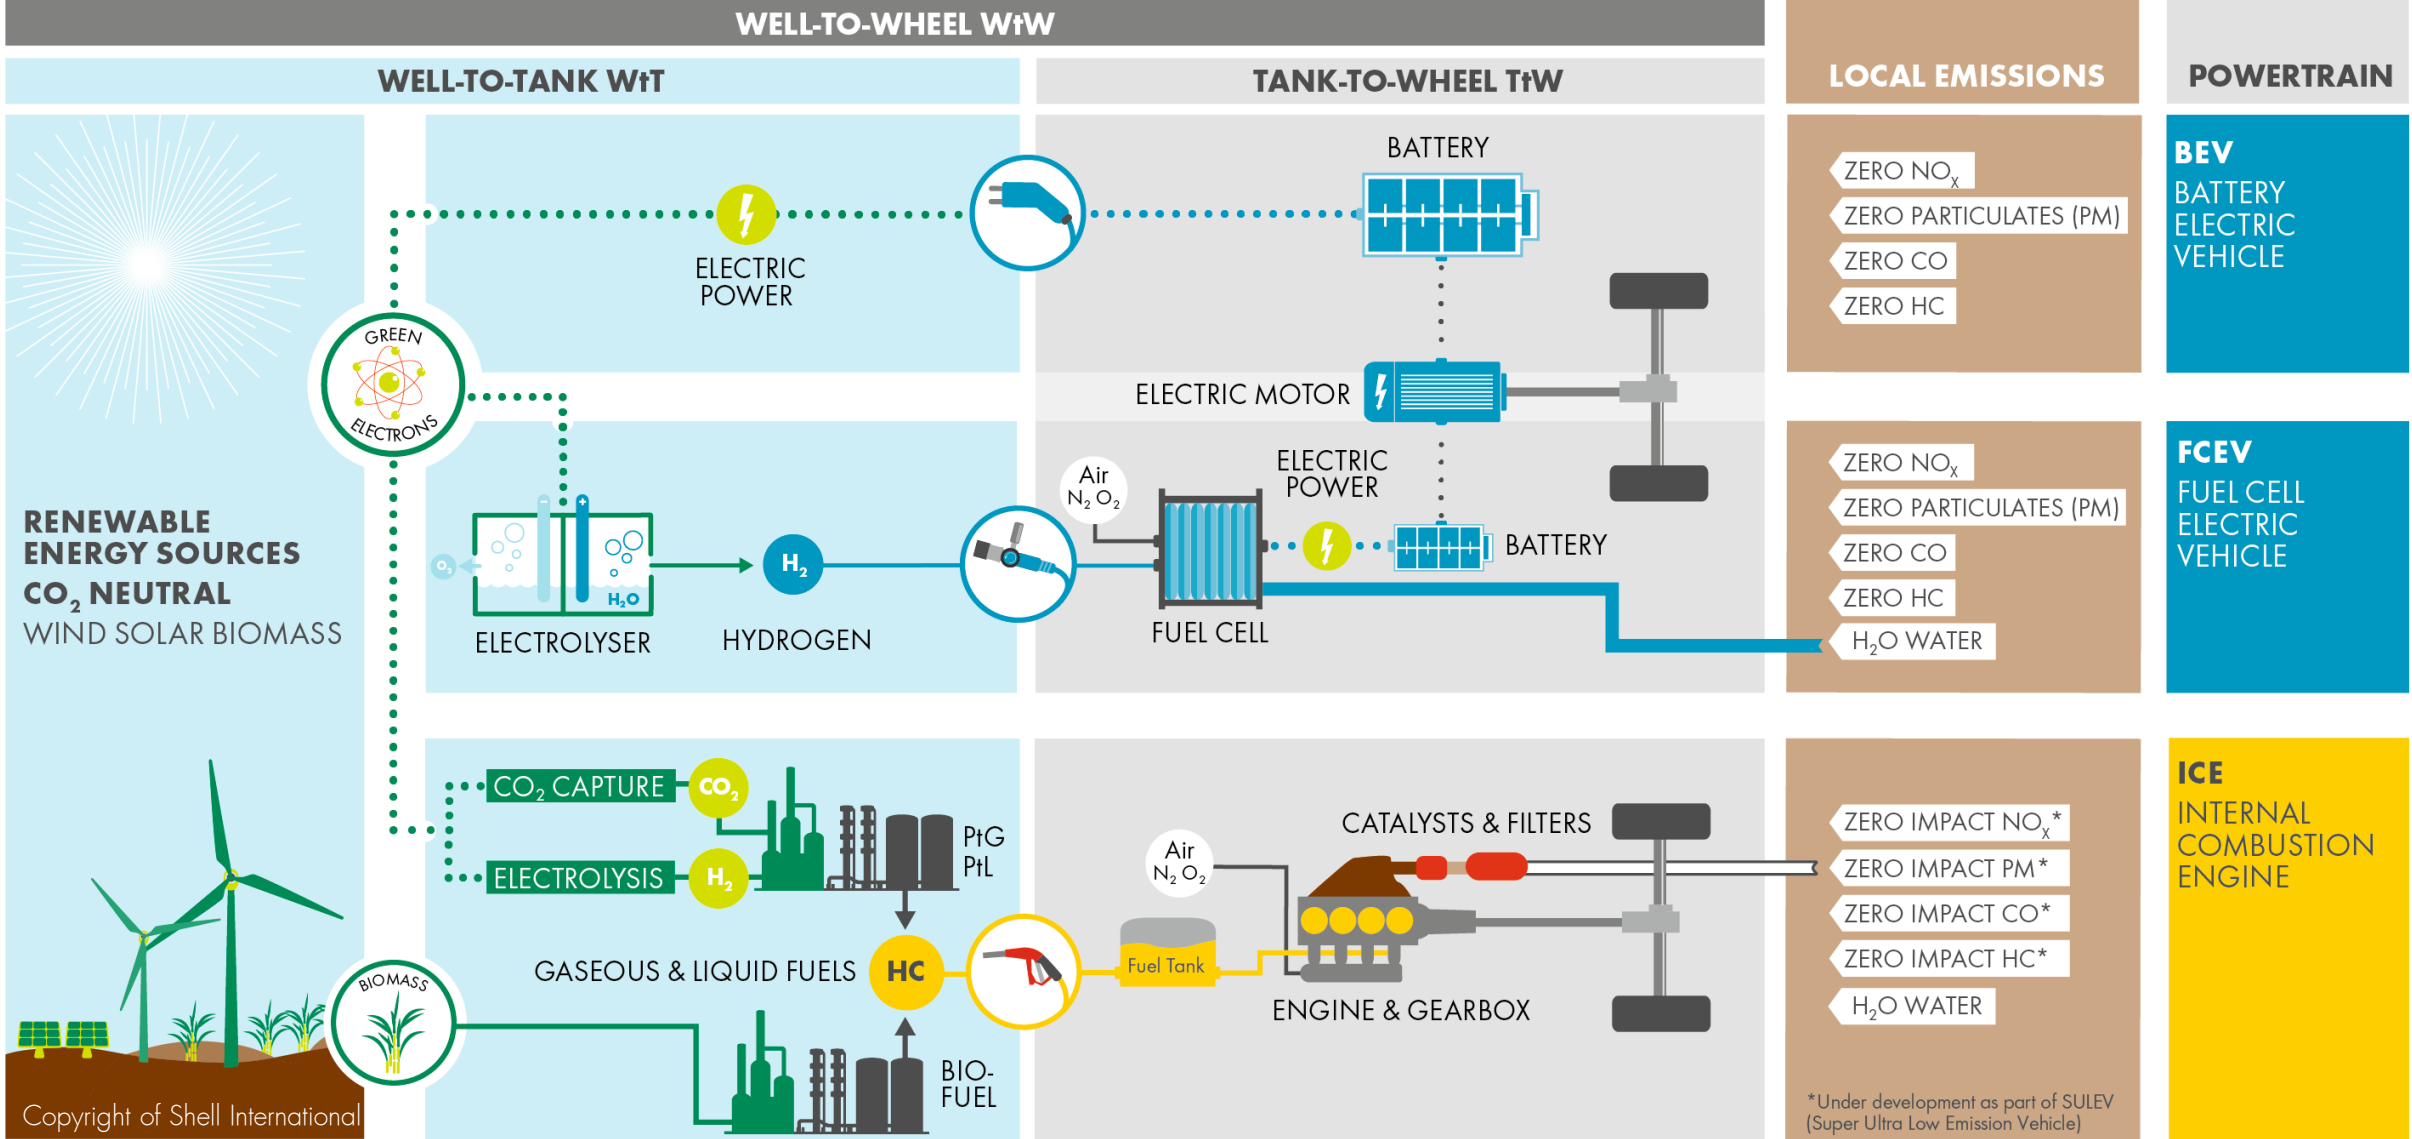 WELL-TO-WHEEL WtW
WELL-TO-TANK WtT
TANK-TO-WHEEL TtW
LOCAL EMISSIONS
POWERTRAIN
RENEWABLE
ENERGY SOURCES
CO₂ NEUTRAL
WIND SOLAR BIOMASS
Copyright of Shell International
GREEN
ELECTRONS
BIOMASS
ELECTRIC
POWER
BATTERY
ELECTRIC MOTOR
ZERO NOₓ
ZERO PARTICULATES (PM)
ZERO CO
ZERO HC
BEV
BATTERY
ELECTRIC
VEHICLE
O₂
H₂O
ELECTROLYSER
H₂
HYDROGEN
Air
N₂ O₂
FUEL CELL
ELECTRIC
POWER
BATTERY
ZERO NOₓ
ZERO PARTICULATES (PM)
ZERO CO
ZERO HC
H₂O WATER
FCEV
FUEL CELL
ELECTRIC
VEHICLE
CO₂ CAPTURE
CO₂
ELECTROLYSIS
H₂
PtG
PtL
GASEOUS & LIQUID FUELS
HC
BIO-
FUEL
Fuel Tank
Air
N₂ O₂
CATALYSTS & FILTERS
ENGINE & GEARBOX
ZERO IMPACT NOₓ*
ZERO IMPACT PM*
ZERO IMPACT CO*
ZERO IMPACT HC*
H₂O WATER
*Under development as part of SULEV
(Super Ultra Low Emission Vehicle)
ICE
INTERNAL
COMBUSTION
ENGINE